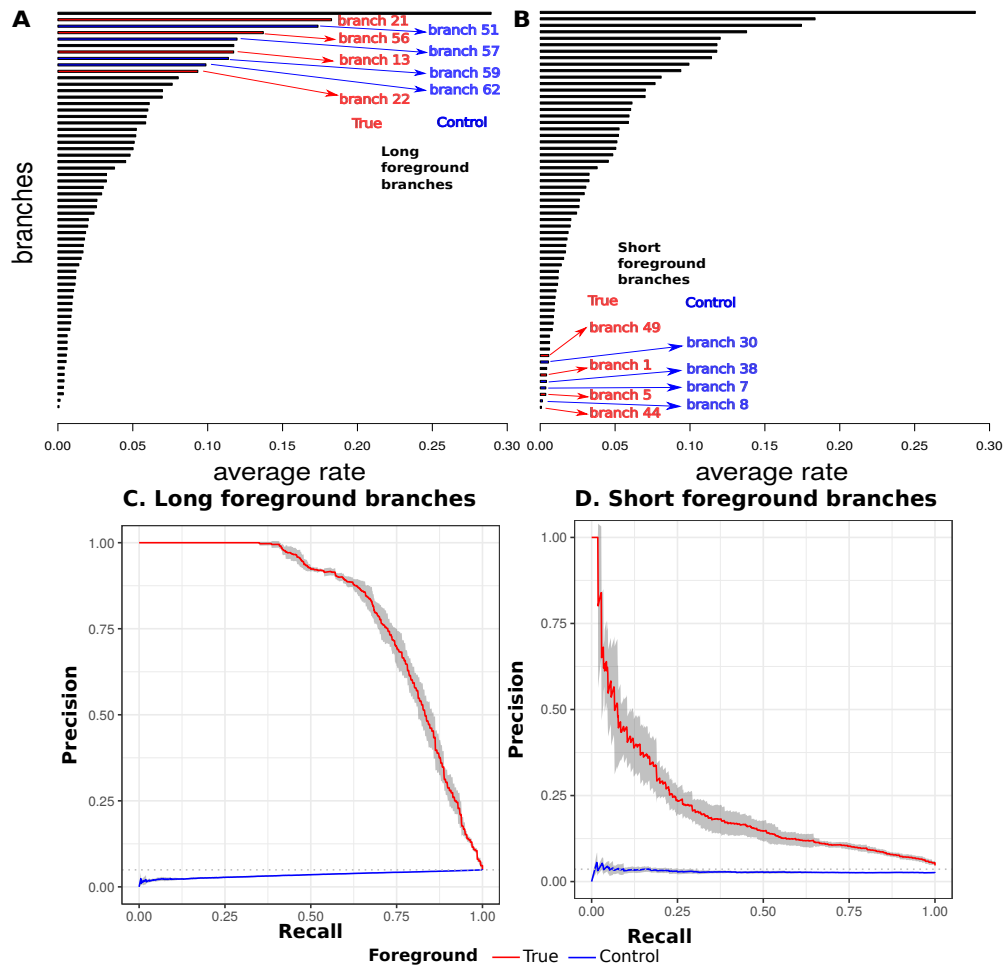 A
B
branches
branch 21
branch 51
branch 56
branch 57
branch 13
branch 59
branch 62
branch 22
True Control
Long
foreground
branches
Short
foreground
branches
True Control
branch 49
branch 30
branch 1
branch 38
branch 7
branch 5
branch 8
branch 44
0.00 0.05 0.10 0.15 0.20 0.25 0.30
0.00 0.05 0.10 0.15 0.20 0.25 0.30
average rate
average rate
C. Long foreground branches
D. Short foreground branches
Precision
1.00
0.75
0.50
0.25
0.00
0.00 0.25 0.50 0.75 1.00
Recall
Precision
1.00
0.75
0.50
0.25
0.00
0.00 0.25 0.50 0.75 1.00
Recall
Foreground True Control